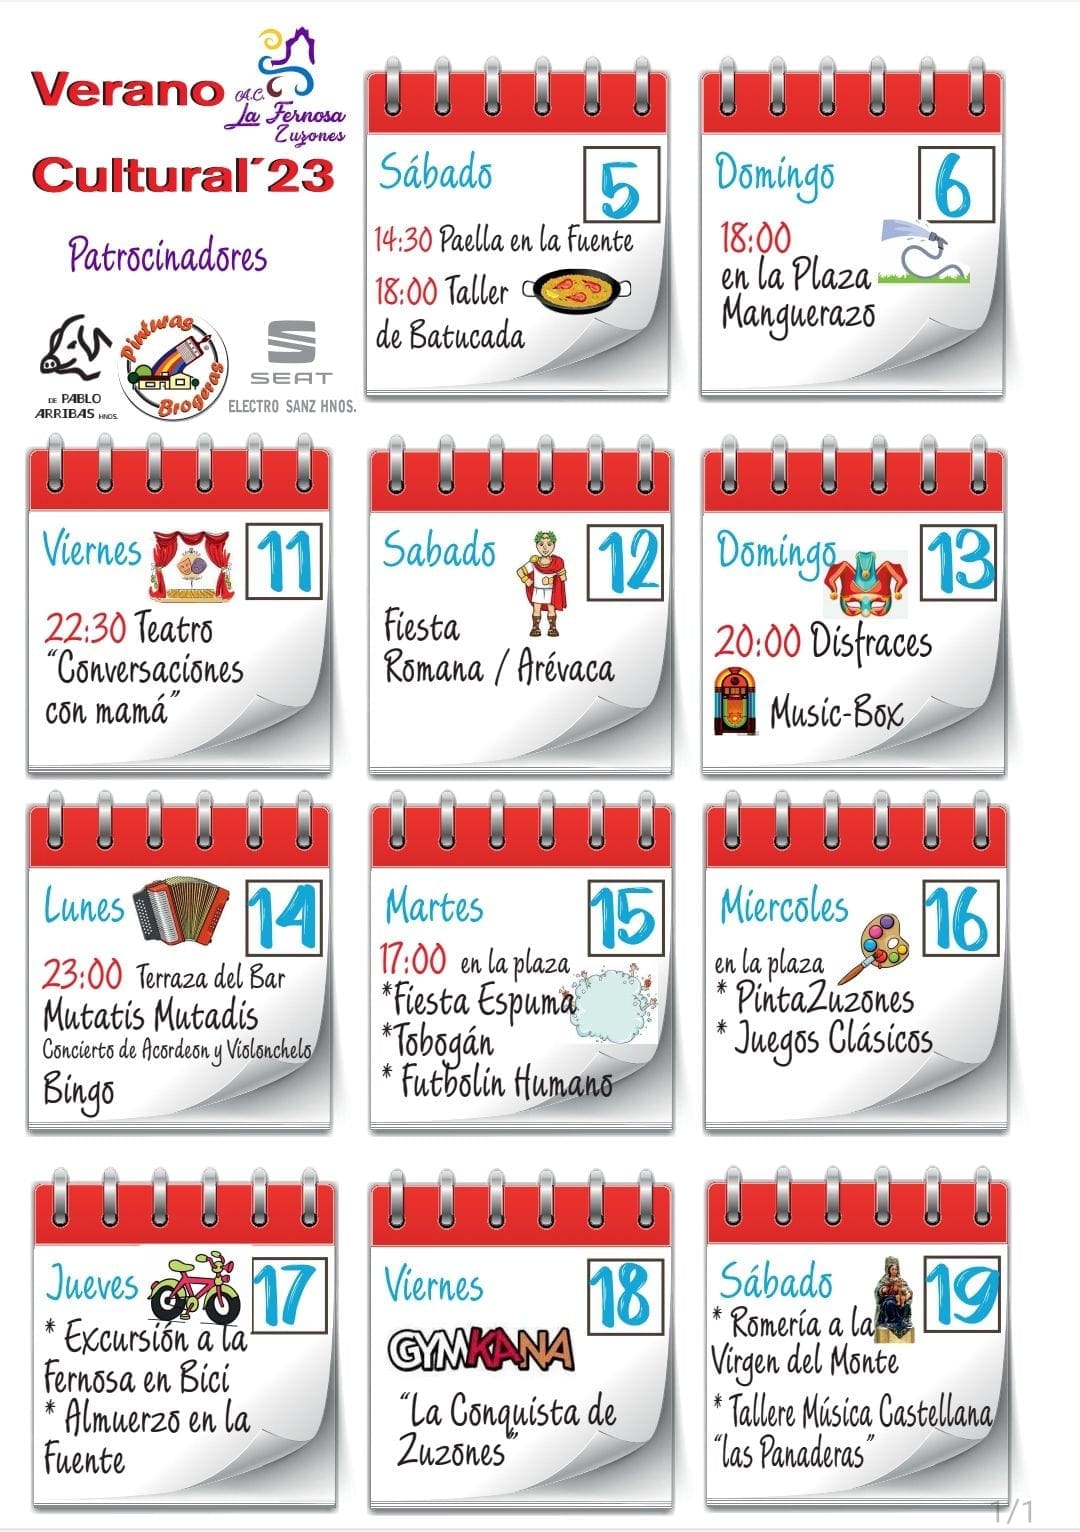 Verano
A.C.
La Fernosa
Zuzones
Cultural´23
Patrocinadores
DE PABLO
ARRIBAS HNOS.
Pinturas
Brogeras
SEAT
ELECTRO SANZ HNOS.
Sábado
5
14:30 Paella en la Fuente
18:00 Taller
de Batucada
Domingo
6
18:00
en la Plaza
Manguerazo
Viernes
11
22:30 Teatro
“Conversaciones
con mamá”
Sabado
12
Fiesta
Romana / Arévaca
Domingo
13
20:00 Disfraces
Music-Box
Lunes
14
23:00 Terraza del Bar
Mutatis Mutadis
Concierto de Acordeon y Violonchelo
Bingo
Martes
15
17:00 en la plaza
*Fiesta Espuma
*Tobogán
* Futbolín Humano
Miercoles
16
en la plaza
* PintaZuzones
* Juegos Clásicos
Jueves
17
* Excursión a la
Fernosa en Bici
* Almuerzo en la
Fuente
Viernes
18
GYMKANA
“La Conquista de
Zuzones”
Sábado
19
* Romería a la
Virgen del Monte
* Tallere Música Castellana
“las Panaderas”
1/1